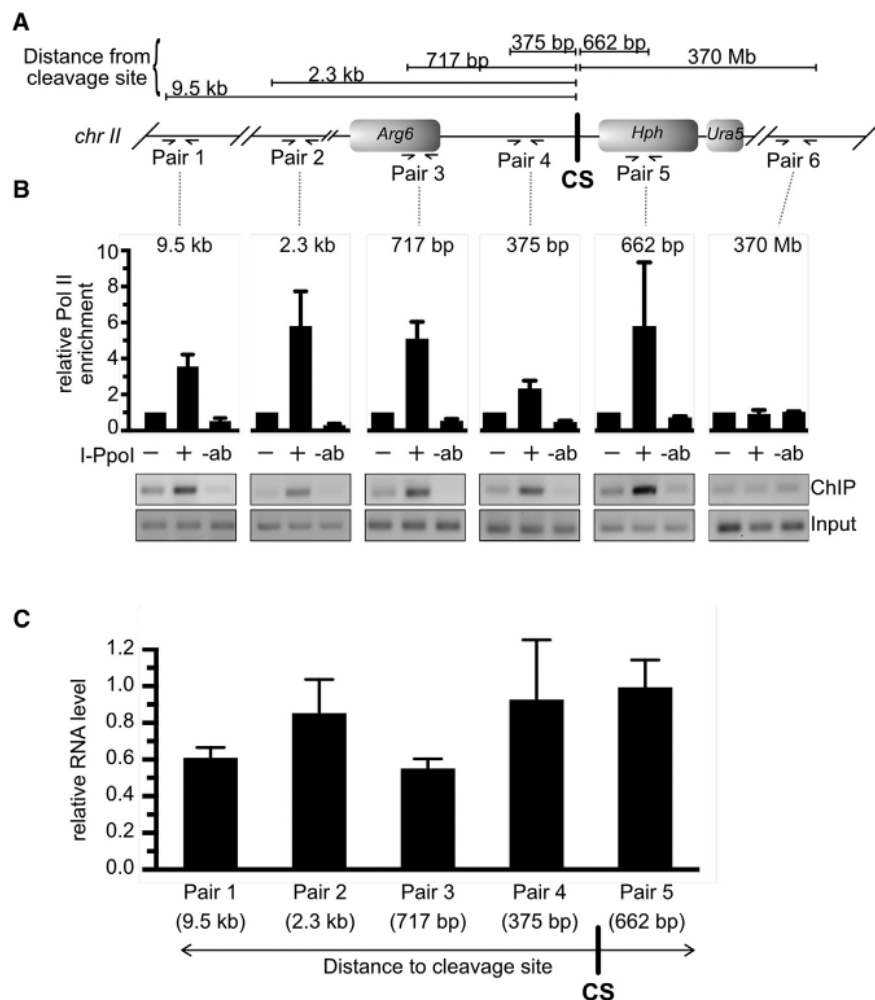 A
Distance from
cleavage site
375 bp 662 bp
717 bp 370 Mb
2.3 kb
9.5 kb
chr II Arg6 Hph Ura5
Pair 1 Pair 2 Pair 3 Pair 4 CS Pair 5 Pair 6
B
9.5 kb 2.3 kb 717 bp 375 bp 662 bp 370 Mb
relative Pol II
enrichment
10
8
6
4
2
0
I-PpoI − + -ab − + -ab − + -ab − + -ab − + -ab − + -ab
ChIP
Input
C
relative RNA level
1.2
1.0
0.8
0.6
0.4
0.2
0.0
Pair 1 Pair 2 Pair 3 Pair 4 Pair 5
(9.5 kb) (2.3 kb) (717 bp) (375 bp) (662 bp)
Distance to cleavage site
CS